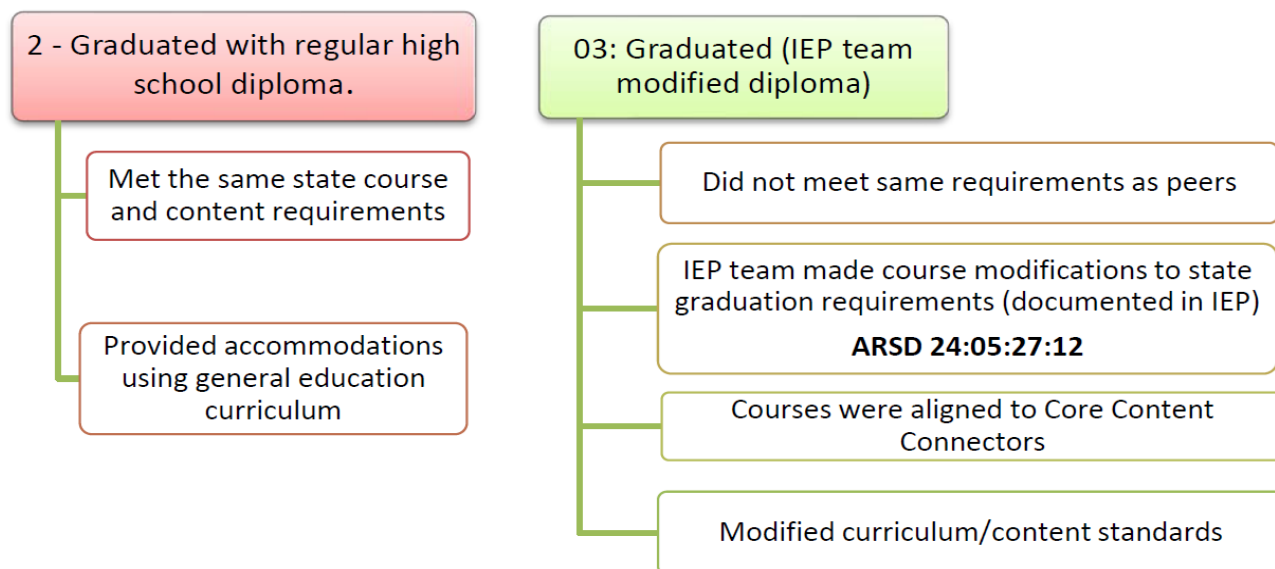 2 - Graduated with regular high
school diploma.
Met the same state course
and content requirements
Provided accommodations
using general education
curriculum
03: Graduated (IEP team
modified diploma)
Did not meet same requirements as peers
IEP team made course modifications to state
graduation requirements (documented in IEP)
ARSD 24:05:27:12
Courses were aligned to Core Content
Connectors
Modified curriculum/content standards